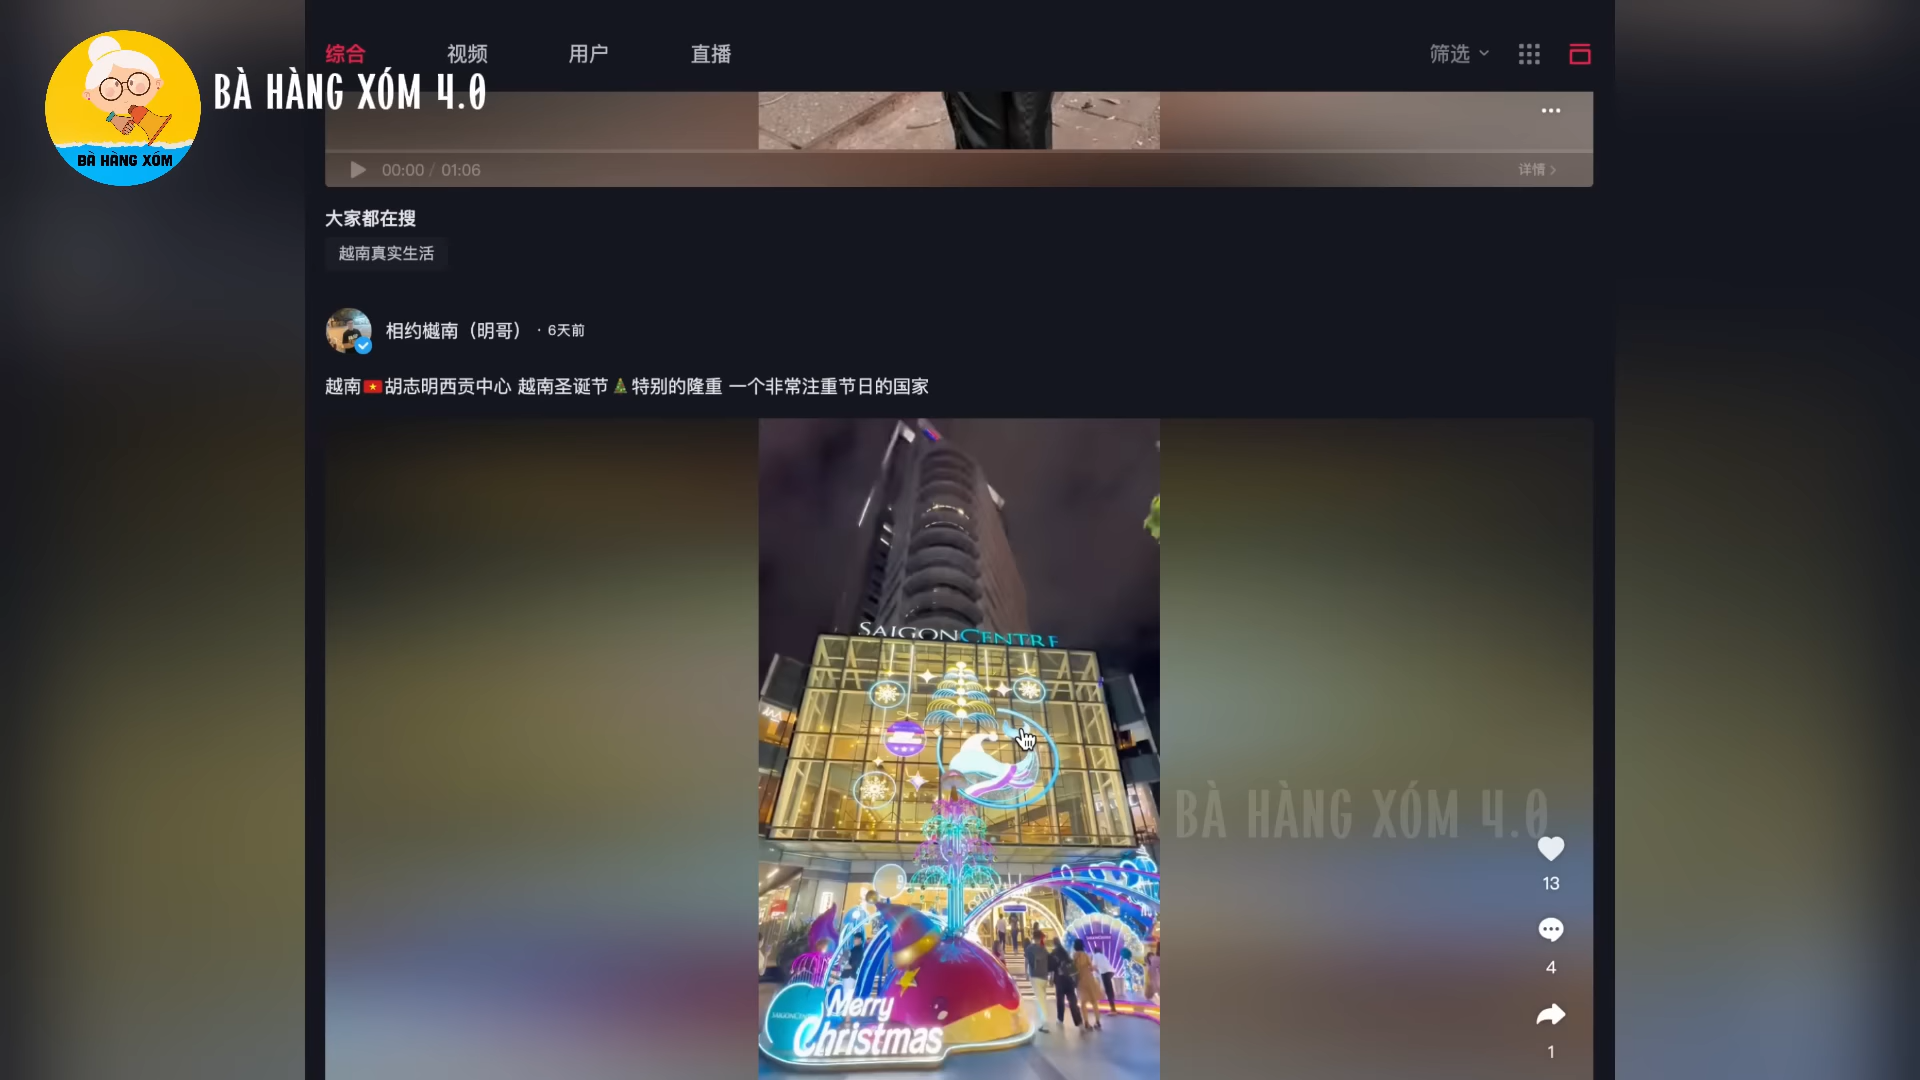 综合 视频 用户 直播 筛选
BÀ HÀNG XÓM 4.0
BÀ HÀNG XÓM
00:00 / 01:06 详情
大家都在搜
越南真实生活
相约樾南（明哥） · 6天前
越南🇻🇳胡志明西贡中心 越南圣诞节🎄特别的隆重 一个非常注重节日的国家
SAIGON CENTRE
BÀ HÀNG XÓM 4.0
13
4
Merry
Christmas
1